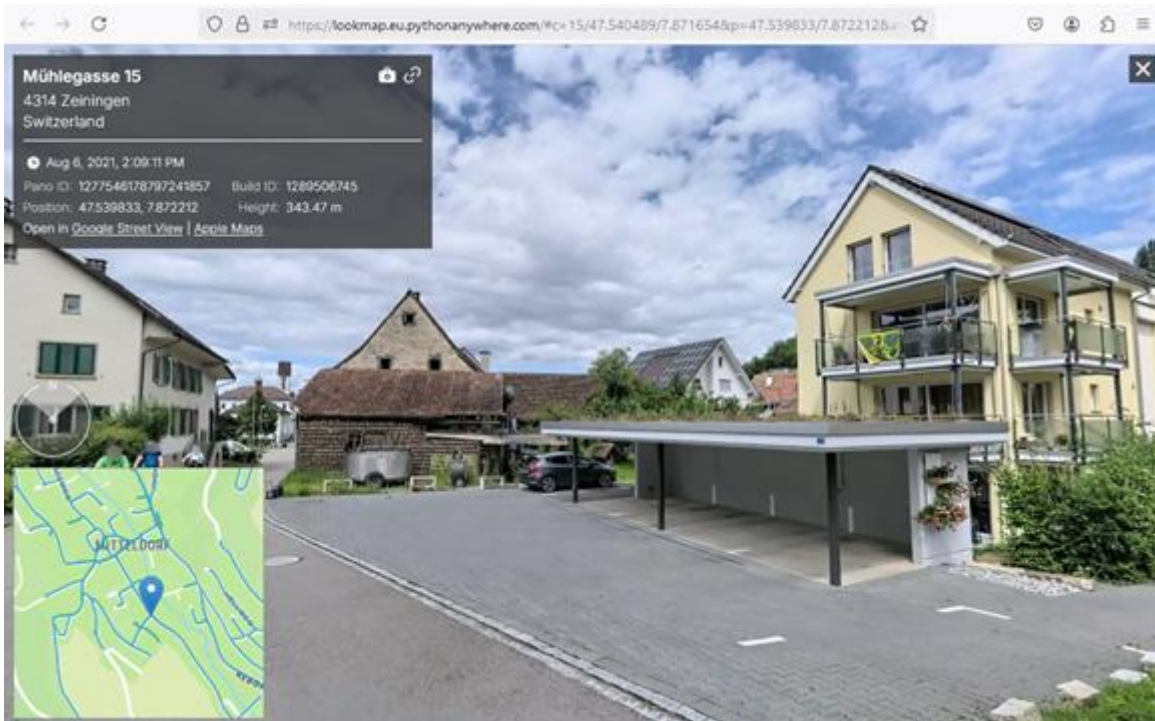 https://lookmap.eu.pythonanywhere.com/#c=15/47.540489/7.871654&p=47.539833/7.872212&
Mühlegasse 15
4314 Zeiningen
Switzerland
Aug 6, 2021, 2:09:11 PM
Pano ID: 1277546178797241857 Build ID: 1289506745
Position: 47.539833, 7.872212 Height: 343.47 m
Open in Google Street View | Apple Maps
N
MITTELDORF